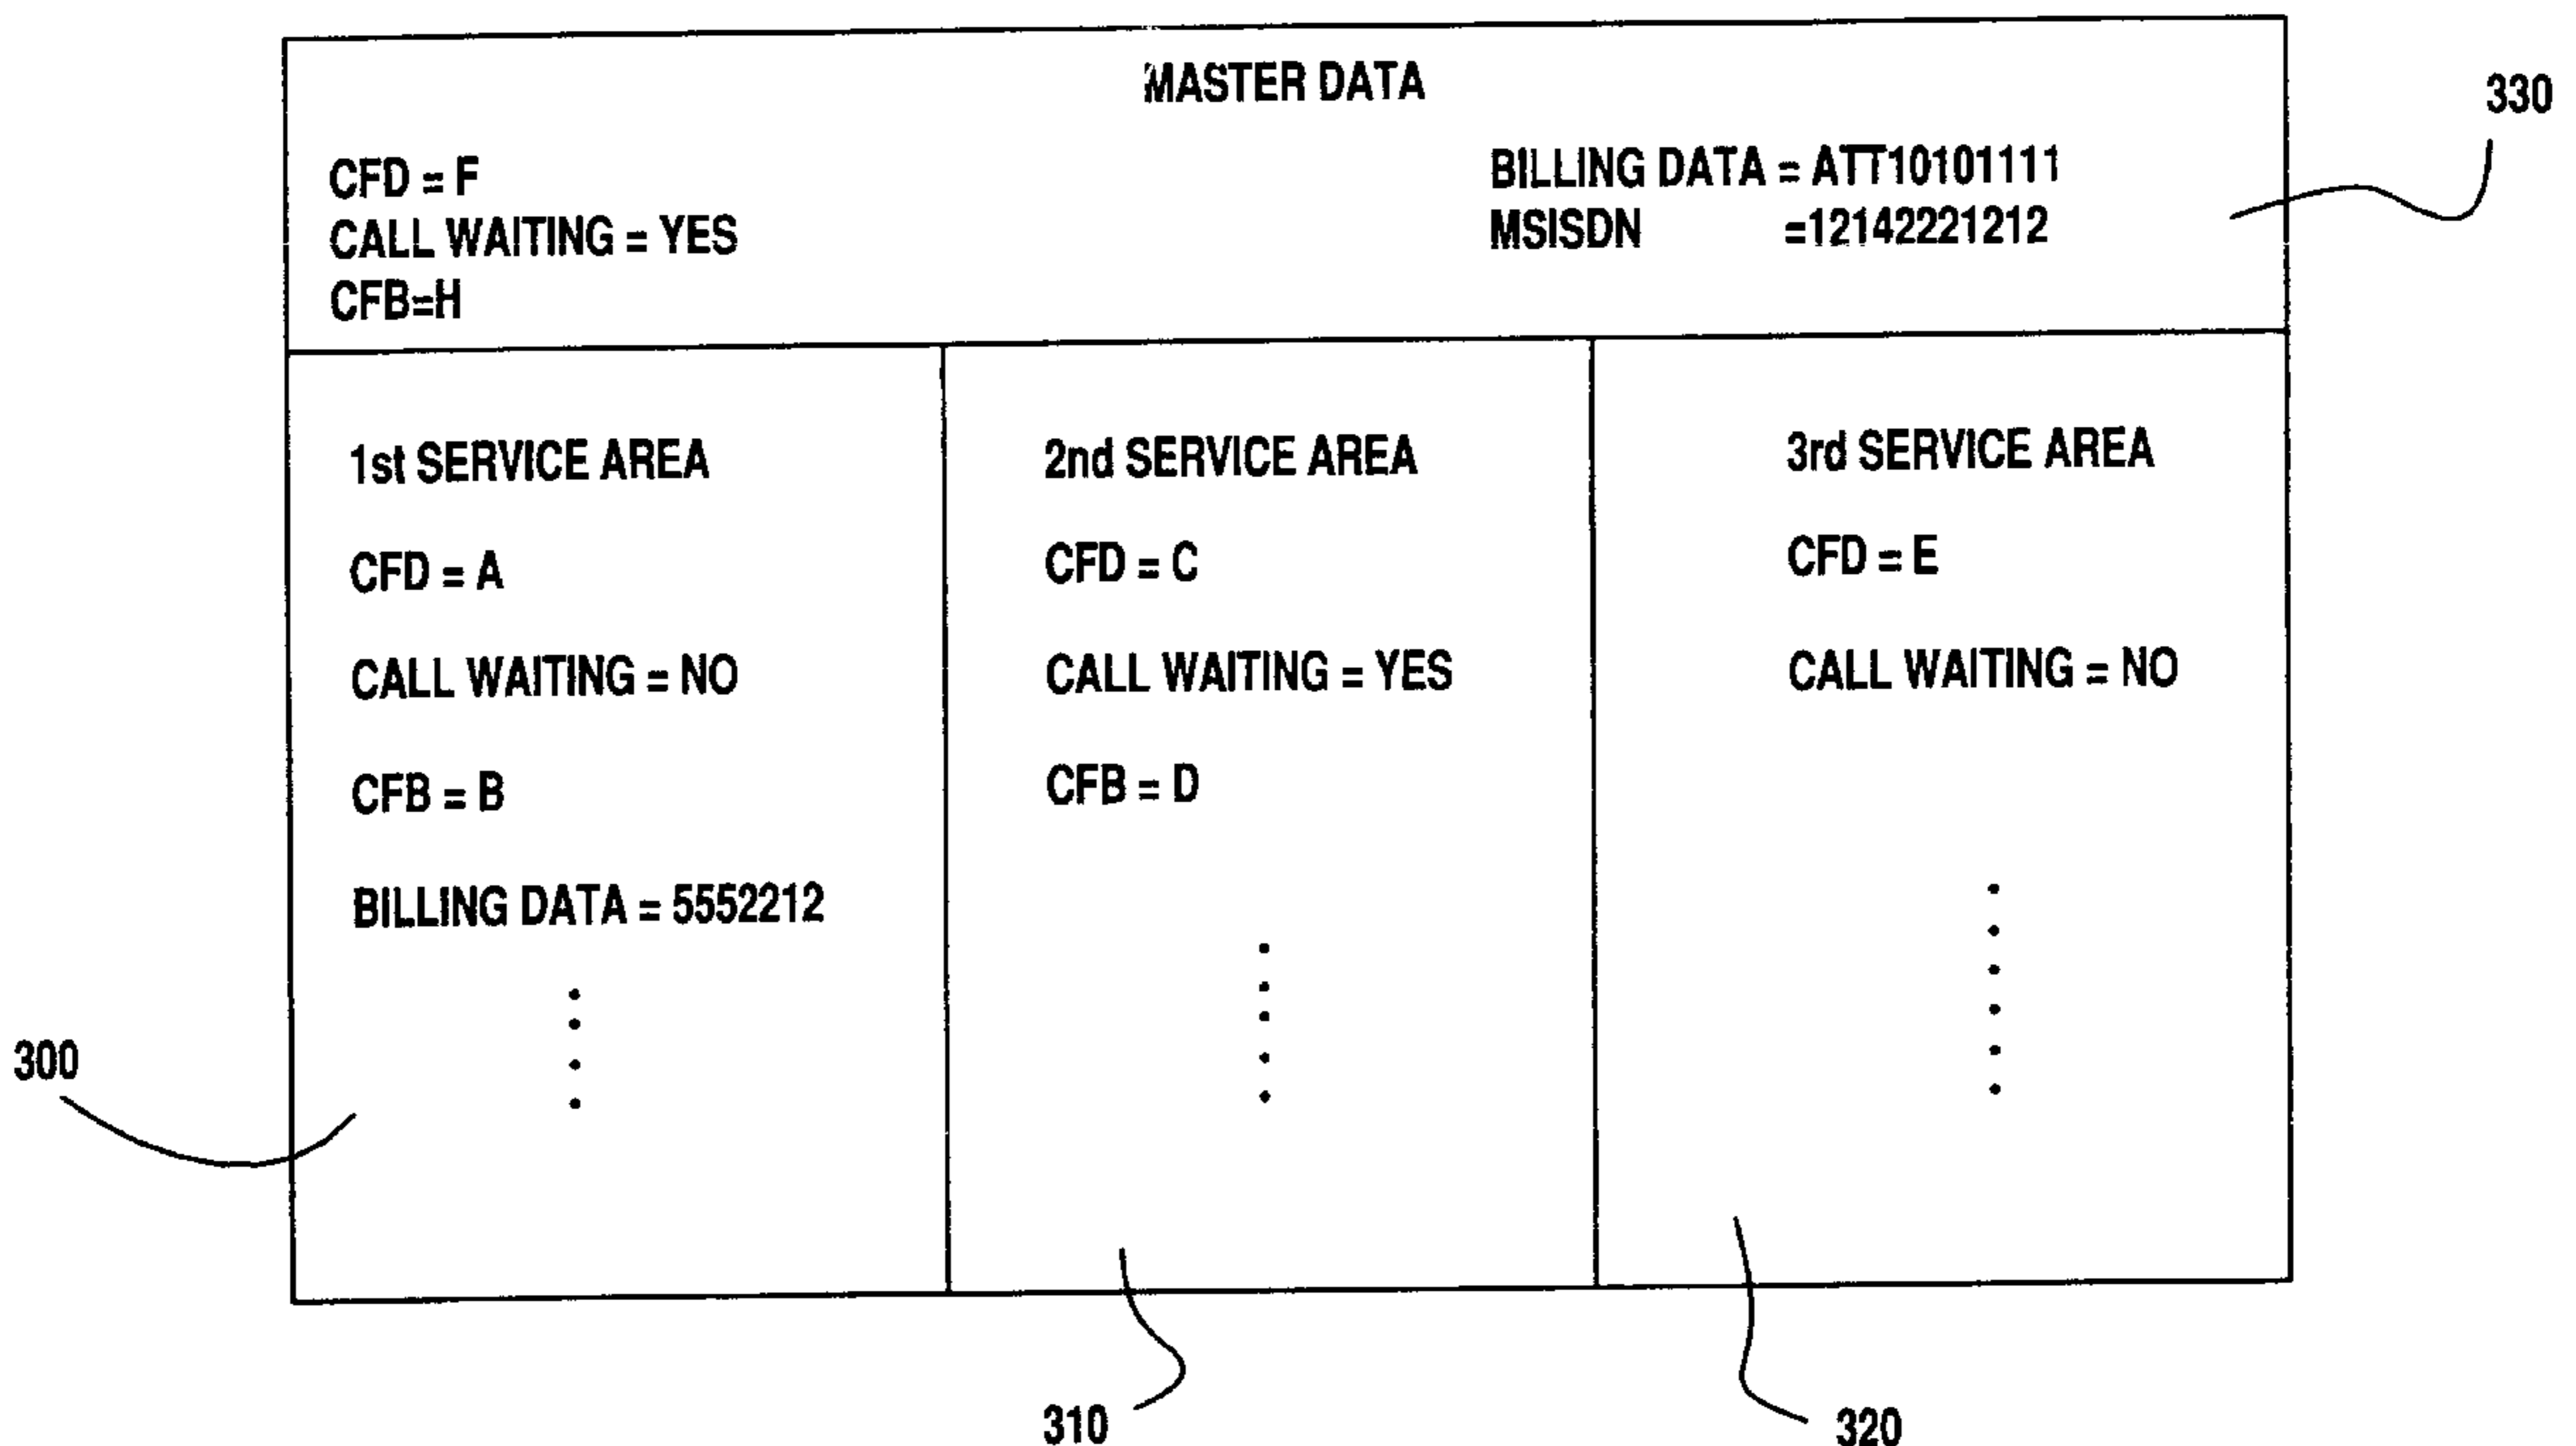 MASTER DATA
330
CFD = F
CALL WAITING = YES
CFB=H
BILLING DATA = ATT10101111
MSISDN =12142221212
1st SERVICE AREA
CFD = A
CALL WAITING = NO
CFB = B
BILLING DATA = 5552212
300
2nd SERVICE AREA
CFD = C
CALL WAITING = YES
CFB = D
310
3rd SERVICE AREA
CFD = E
CALL WAITING = NO
320